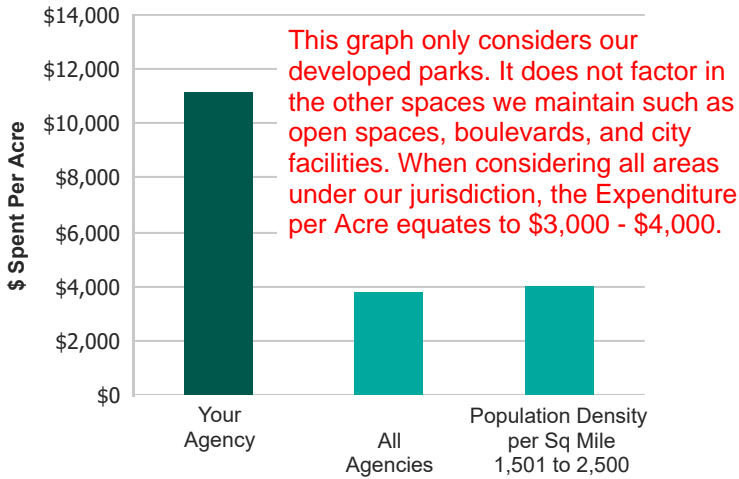 $14,000
$12,000
$10,000
$8,000
$6,000
$4,000
$2,000
$0
$ Spent Per Acre
This graph only considers our
developed parks. It does not factor in
the other spaces we maintain such as
open spaces, boulevards, and city
facilities. When considering all areas
under our jurisdiction, the Expenditure
per Acre equates to $3,000 - $4,000.
Your
Agency
All
Agencies
Population Density
per Sq Mile
1,501 to 2,500